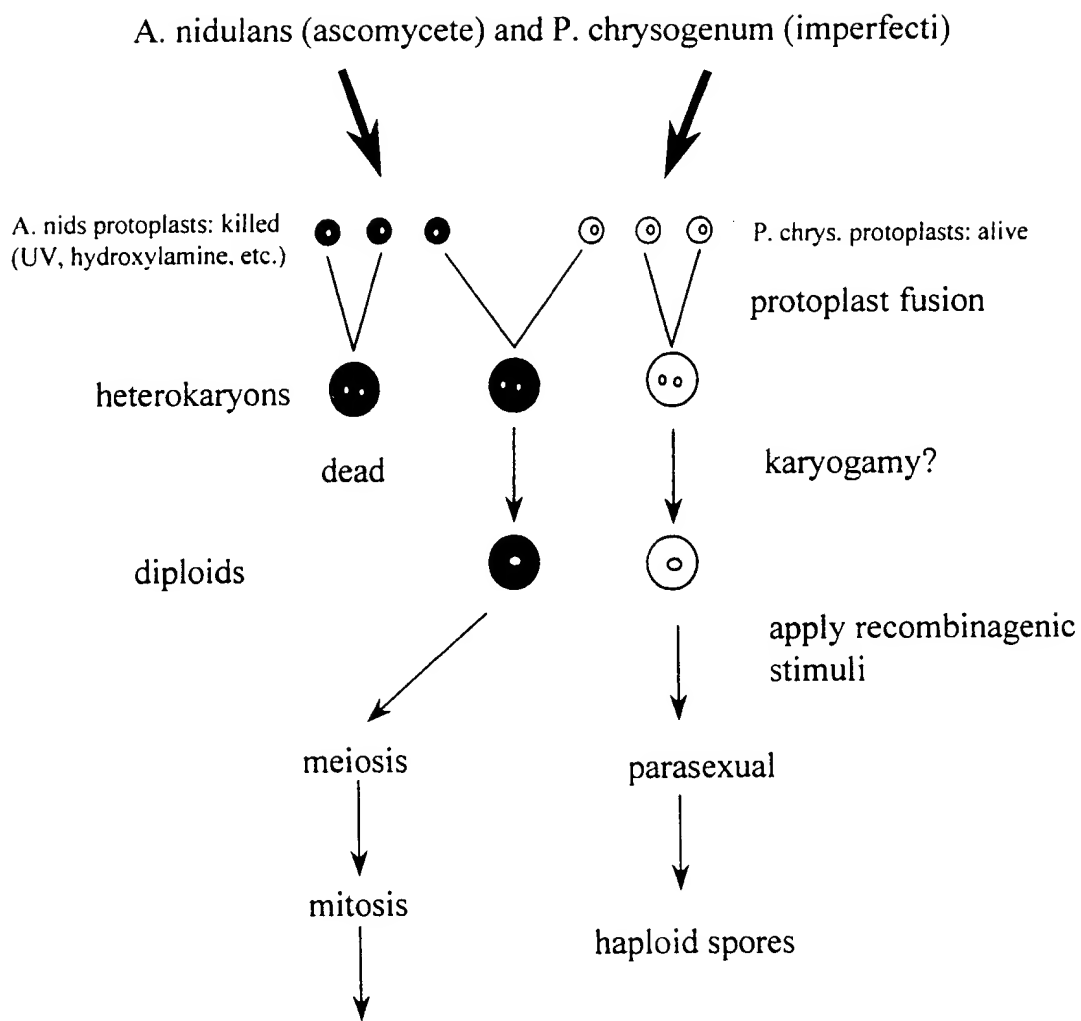 A. nidulans (ascomycete) and P. chrysogenum (imperfecti)
A. nids protoplasts: killed
(UV, hydroxylamine, etc.)
P. chrys. protoplasts: alive
protoplast fusion
heterokaryons
dead
karyogamy?
diploids
apply recombinagenic
stimuli
meiosis
parasexual
mitosis
haploid spores